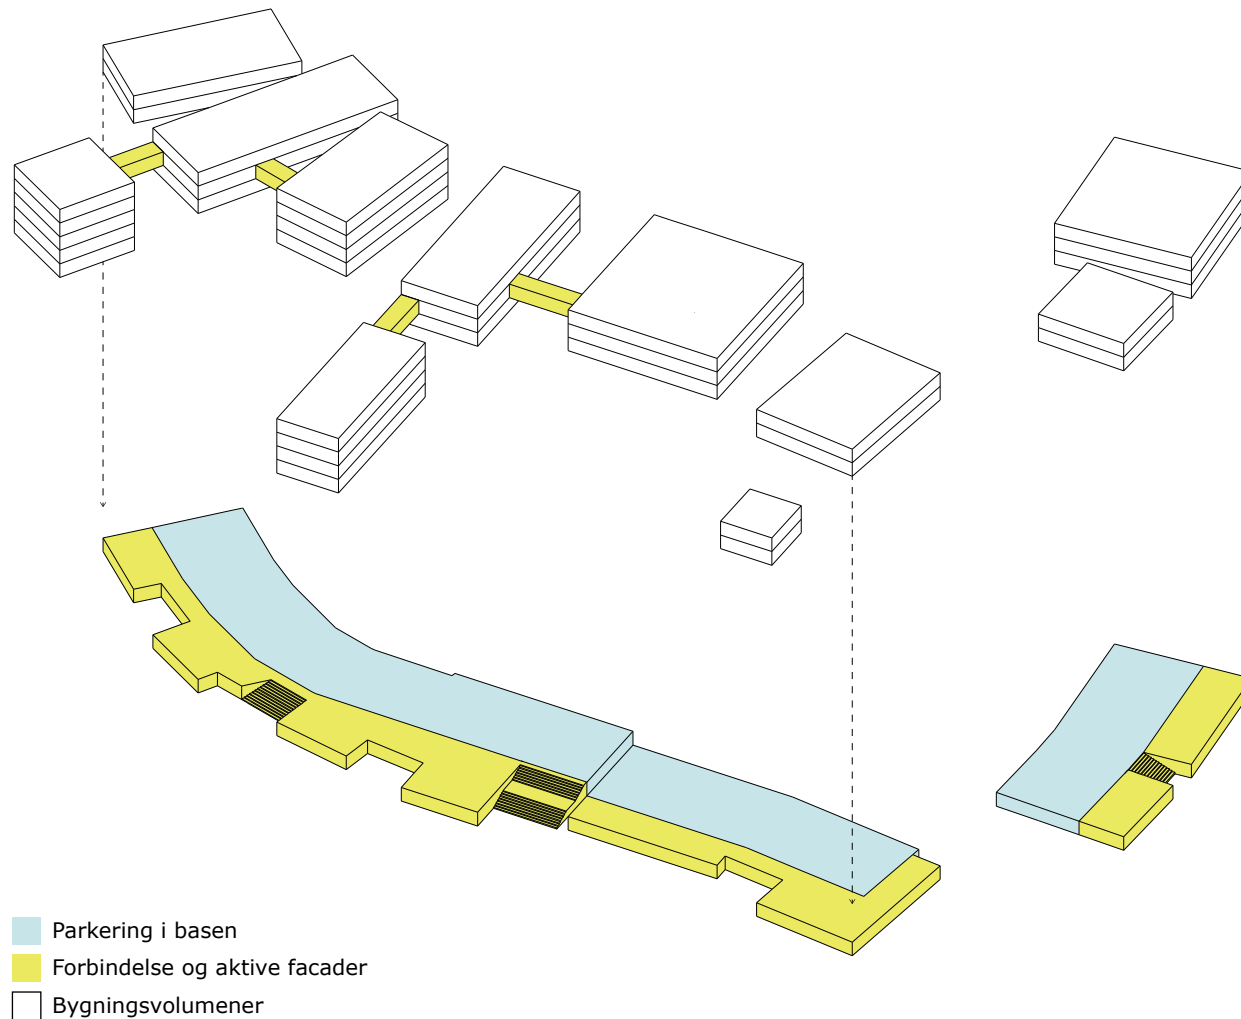 Parkering i basen
Forbindelse og aktive facader
Bygningsvolumener